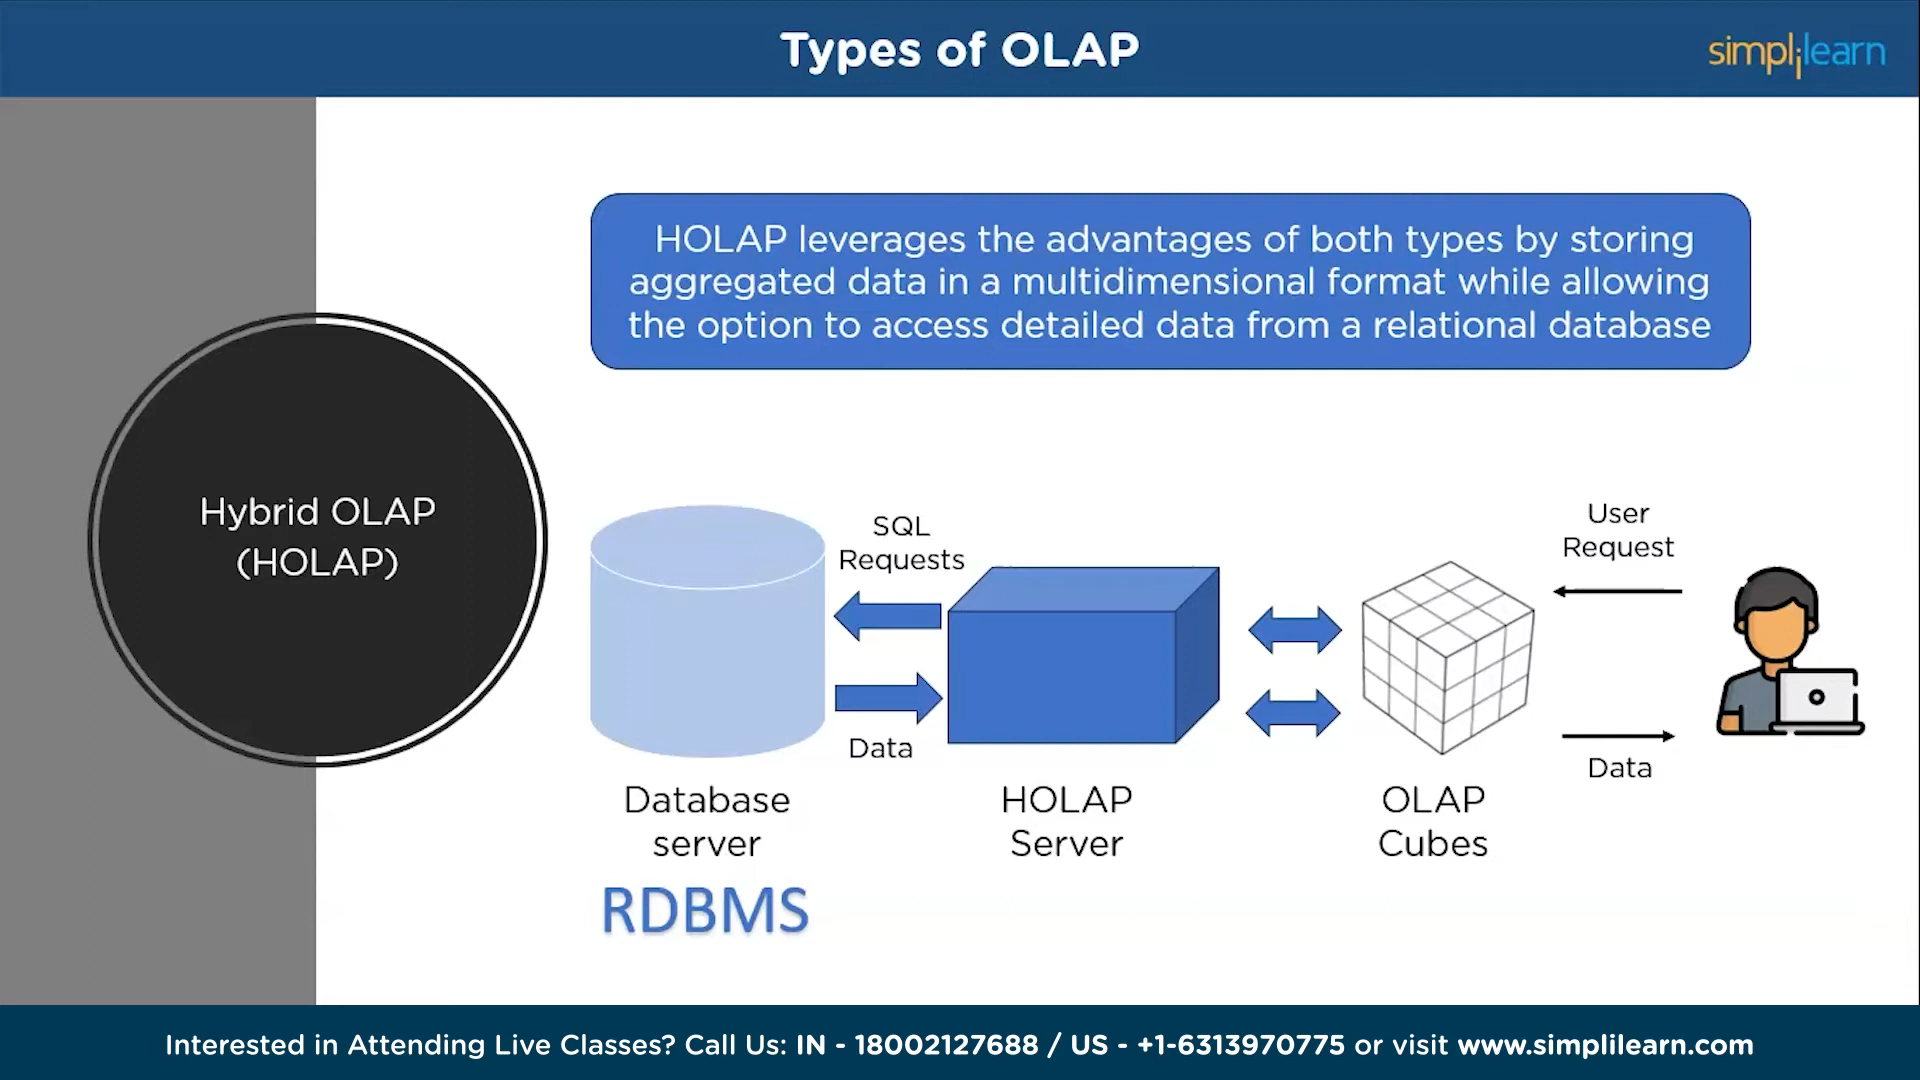 Types of OLAP
simplilearn
HOLAP leverages the advantages of both types by storing
aggregated data in a multidimensional format while allowing
the option to access detailed data from a relational database
Hybrid OLAP
(HOLAP)
SQL
Requests
Data
User
Request
Data
Database
server
HOLAP
Server
OLAP
Cubes
RDBMS
Interested in Attending Live Classes? Call Us: IN - 18002127688 / US - +1-6313970775 or visit www.simplilearn.com